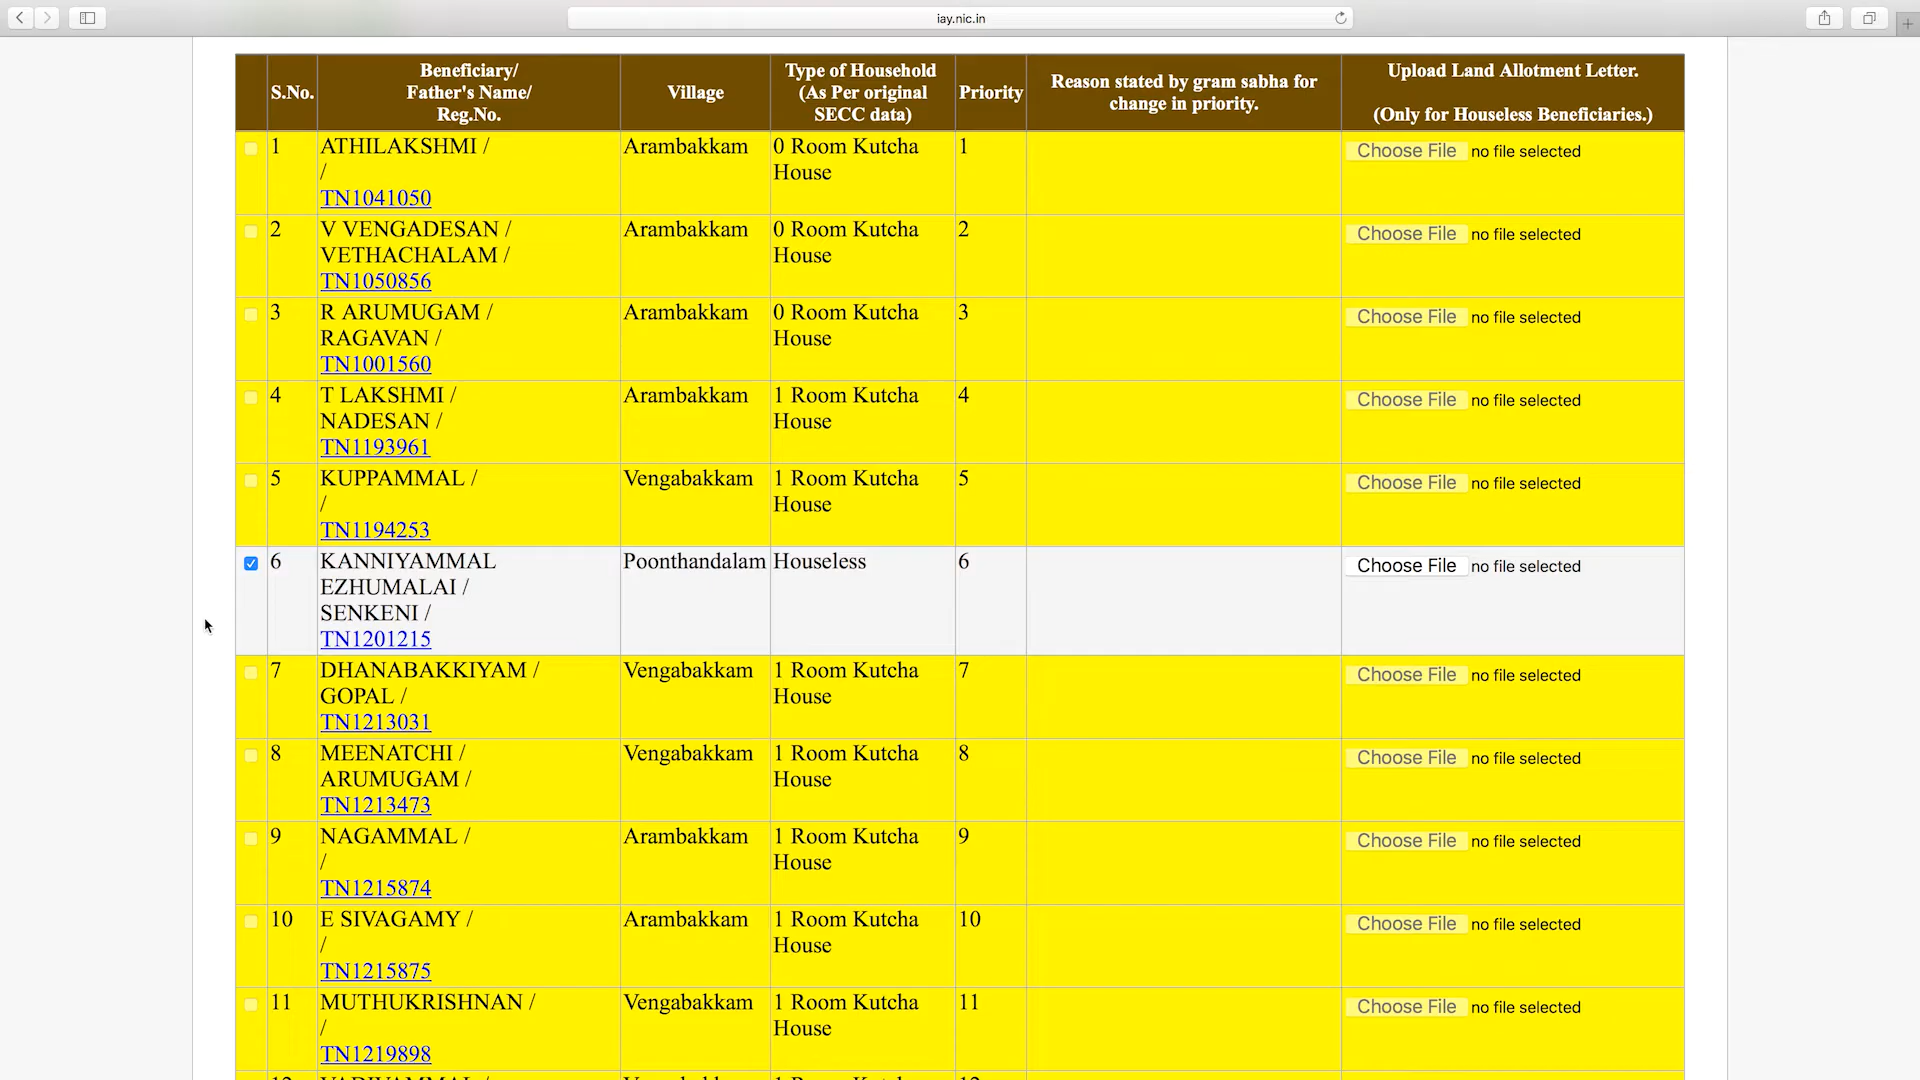 iay.nic.in
S.No.
Beneficiary/
Father's Name/
Reg.No.
Village
Type of Household
(As Per original
SECC data)
Priority
Reason stated by gram sabha for
change in priority.
Upload Land Allotment Letter.
(Only for Houseless Beneficiaries.)
1
ATHILAKSHMI /
/
TN1041050
Arambakkam
0 Room Kutcha
House
1
Choose File no file selected
2
V VENGADESAN /
VETHACHALAM /
TN1050856
Arambakkam
0 Room Kutcha
House
2
Choose File no file selected
3
R ARUMUGAM /
RAGAVAN /
TN1001560
Arambakkam
0 Room Kutcha
House
3
Choose File no file selected
4
T LAKSHMI /
NADESAN /
TN1193961
Arambakkam
1 Room Kutcha
House
4
Choose File no file selected
5
KUPPAMMAL /
/
TN1194253
Vengabakkam
1 Room Kutcha
House
5
Choose File no file selected
6
KANNIYAMMAL
EZHUMALAI /
SENKENI /
TN1201215
Poonthandalam
Houseless
6
Choose File no file selected
7
DHANABAKKIYAM /
GOPAL /
TN1213031
Vengabakkam
1 Room Kutcha
House
7
Choose File no file selected
8
MEENATCHI /
ARUMUGAM /
TN1213473
Vengabakkam
1 Room Kutcha
House
8
Choose File no file selected
9
NAGAMMAL /
/
TN1215874
Arambakkam
1 Room Kutcha
House
9
Choose File no file selected
10
E SIVAGAMY /
/
TN1215875
Arambakkam
1 Room Kutcha
House
10
Choose File no file selected
11
MUTHUKRISHNAN /
/
TN1219898
Vengabakkam
1 Room Kutcha
House
11
Choose File no file selected